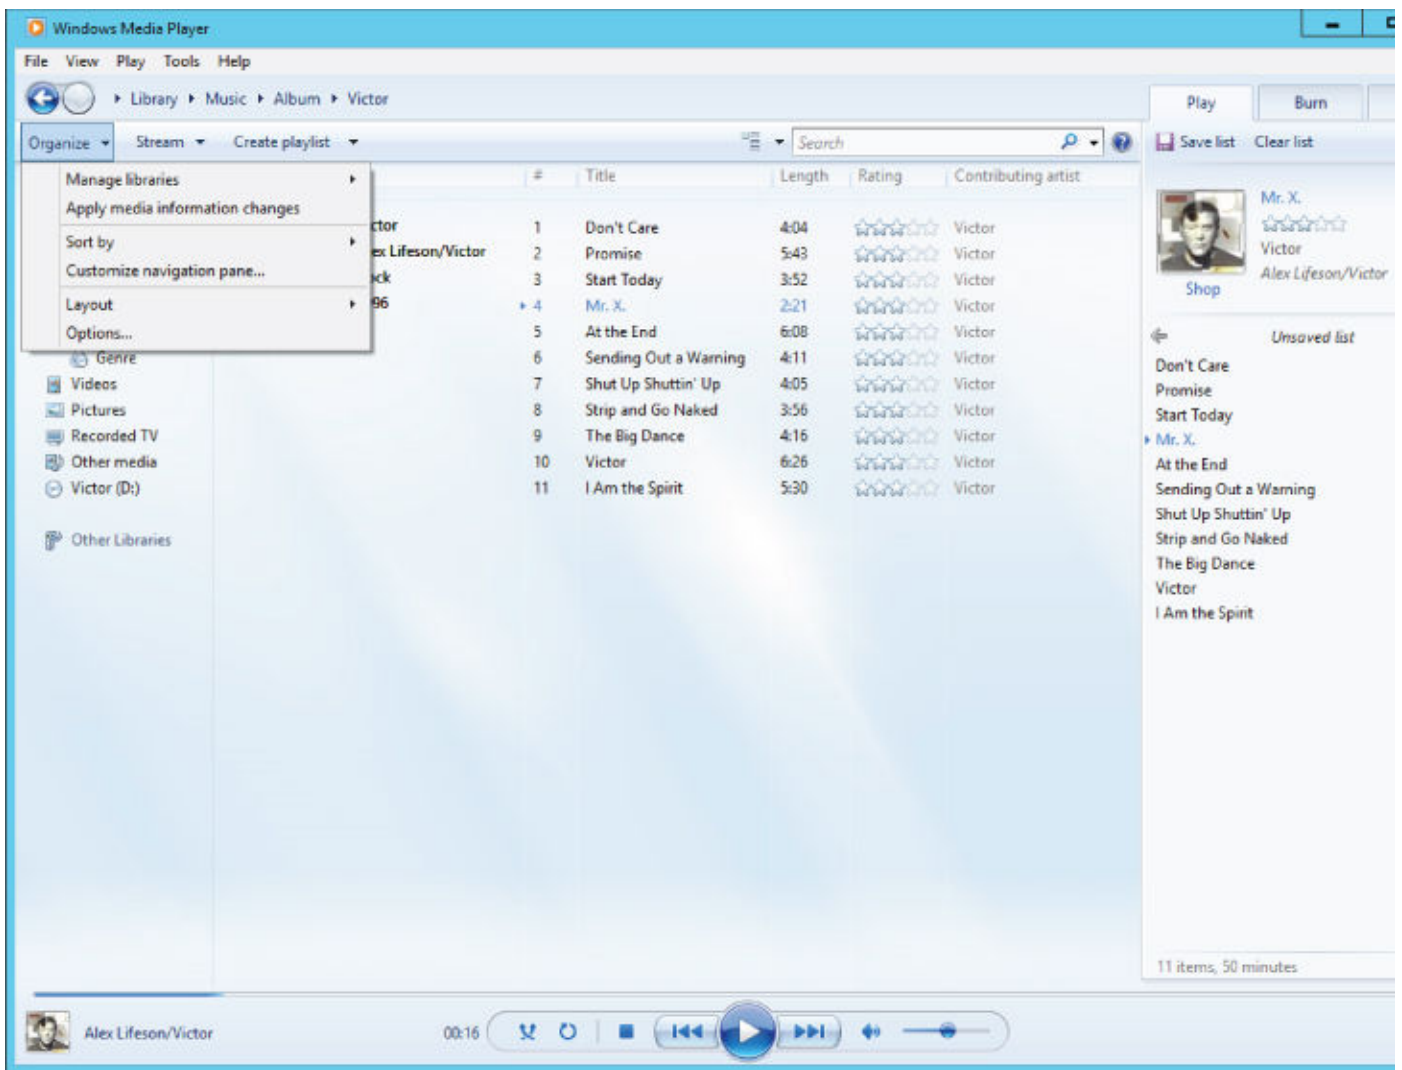 Windows Media Player
File View Play Tools Help
Library Music Album Victor
Play Burn
Organize Stream Create playlist Search Save list Clear list
Manage libraries
Apply media information changes
Sort by
Customize navigation pane...
Layout
Options...
# Title Length Rating Contributing artist
1 Don't Care 4:04 Victor
ex Lifeson/Victor 2 Promise 5:43 Victor
3 Start Today 3:52 Victor
96 4 Mr. X. 2:21 Victor
5 At the End 6:08 Victor
Genre 6 Sending Out a Warning 4:11 Victor
Videos 7 Shut Up Shuttin' Up 4:05 Victor
Pictures 8 Strip and Go Naked 3:56 Victor
Recorded TV 9 The Big Dance 4:16 Victor
Other media 10 Victor 6:26 Victor
Victor (D:) 11 I Am the Spirit 5:30 Victor
Other Libraries
Mr. X.
Victor
Alex Lifeson/Victor
Shop
Unsaved list
Don't Care
Promise
Start Today
Mr. X.
At the End
Sending Out a Warning
Shut Up Shuttin' Up
Strip and Go Naked
The Big Dance
Victor
I Am the Spirit
11 items, 50 minutes
Alex Lifeson/Victor 00:16